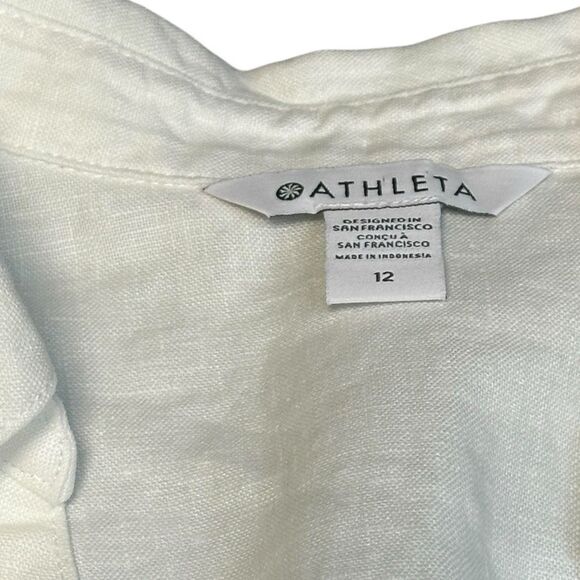 ATHLETA
DESIGNED IN
SAN FRANCISCO
CONÇU À
SAN FRANCISCO
MADE IN INDONESIA
12